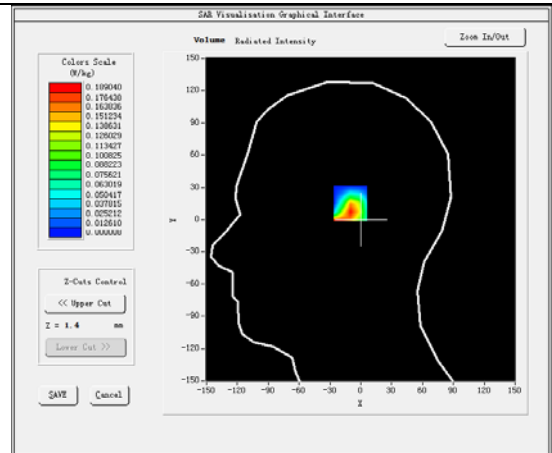 SAR Visualisation Graphical Interface
Volume Radiated Intensity
Zoom In/Out
Colors Scale
(W/kg)
0.189040
0.176438
0.163836
0.151234
0.138631
0.126029
0.113427
0.100825
0.088223
0.075621
0.063019
0.050417
0.037815
0.025212
0.012610
0.000000
Z-Cuts Control
<< Upper Cut
Z = 1.4 mm
Lower Cut >>
SAVE Cancel
150
120
90
60
30
0
-30
-60
-90
-120
-150
Y
-150 -120 -90 -60 -30 0 30 60 90 120 150
X